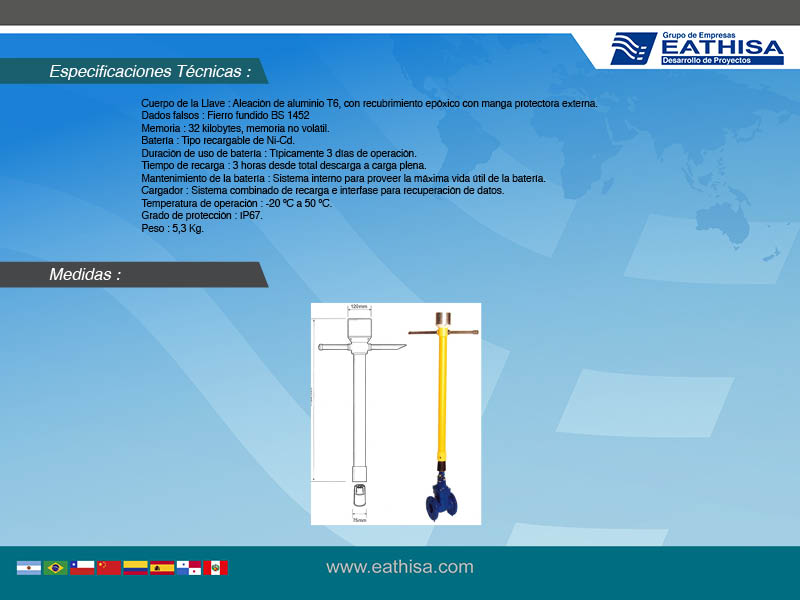 Grupo de Empresas
EATHISA
Desarrollo de Proyectos
Especificaciones Técnicas :
Cuerpo de la Llave : Aleación de aluminio T6, con recubrimiento epóxico con manga protectora externa.
Dados falsos : Fierro fundido BS 1452
Memoria : 32 kilobytes, memoria no volátil.
Batería : Tipo recargable de Ni-Cd.
Duración de uso de batería : Típicamente 3 días de operación.
Tiempo de recarga : 3 horas desde total descarga a carga plena.
Mantenimiento de la batería : Sistema interno para proveer la máxima vida útil de la batería.
Cargador : Sistema combinado de recarga e interfase para recuperación de datos.
Temperatura de operación : -20 ºC a 50 ºC.
Grado de protección : IP67.
Peso : 5,3 Kg.
Medidas :
120mm
75mm
www.eathisa.com